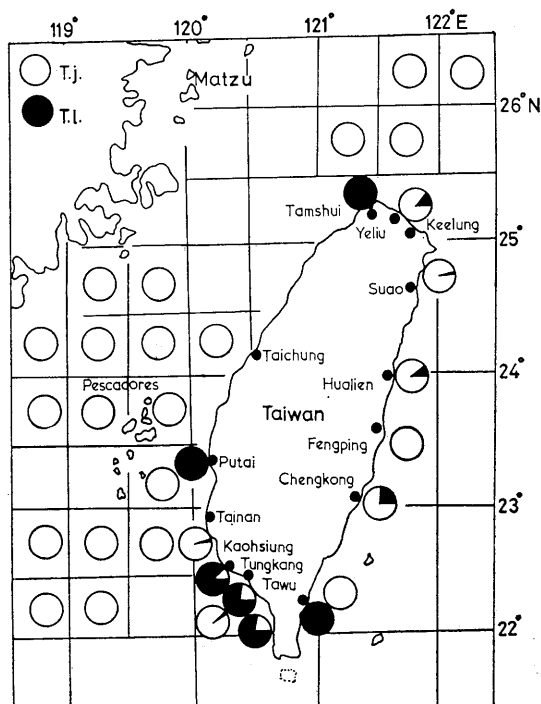 119° 120° 121° 122°E
T.j.
Matzu
T.l.
26°N
Tamshui
Keelung
Yeliu
25°
Suao
Taichung
24°
Pescadores
Hualien
Taiwan
Fengping
Putai
Chengkong
23°
Tainan
Kaohsiung
Tungkang
Tawu
22°